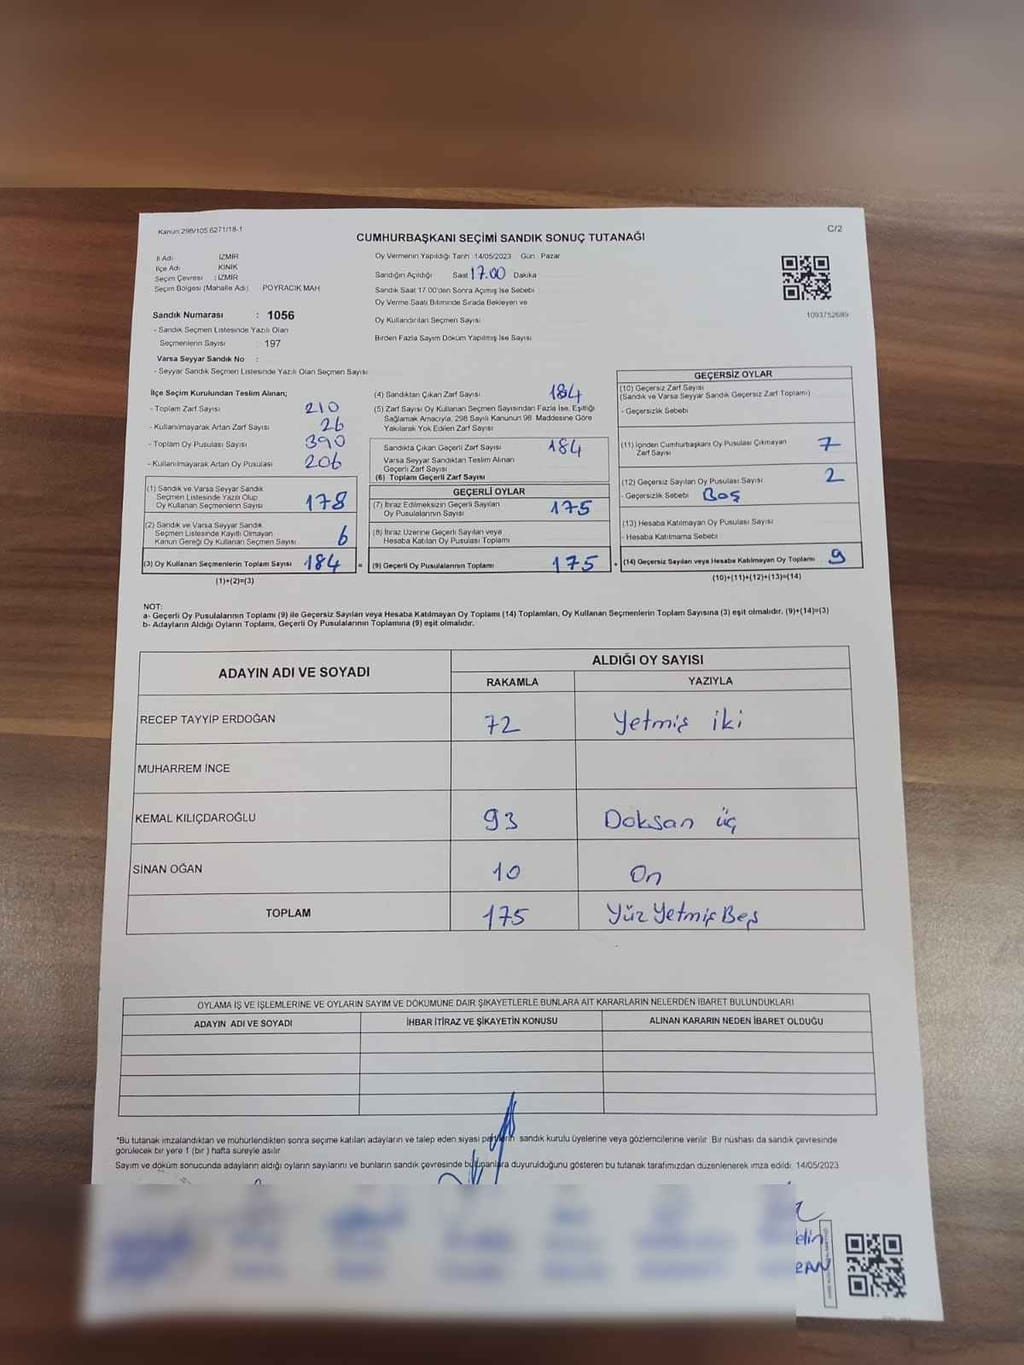 Kanun 298/105 6271/18-1
C/2
CUMHURBAŞKANI SEÇİMİ SANDIK SONUÇ TUTANAĞI
İl Adı : İZMİR
İlçe Adı : KINIK
Seçim Çevresi : İZMİR
Seçim Bölgesi (Mahalle Adı) POYRACIK MAH
Sandık Numarası : 1056
- Sandık Seçmen Listesinde Yazılı Olan
Seçmenlerin Sayısı : 197
Varsa Seyyar Sandık No :
- Seyyar Sandık Seçmen Listesinde Yazılı Olan Seçmen Sayısı
Oy Vermenin Yapıldığı Tarih 14/05/2023 Gün Pazar
Sandığın Açıldığı Saat 17.00 Dakika
Sandık Saat 17.00'den Sonra Açılmış İse Sebebi
Oy Verme Saati Bitiminde Sırada Bekleyen ve
Oy Kullandırılan Seçmen Sayısı
Birden Fazla Sayım Döküm Yapılmış İse Sayısı
1093752689
İlçe Seçim Kurulundan Teslim Alınan;
- Toplam Zarf Sayısı 210
- Kullanılmayarak Artan Zarf Sayısı 26
- Toplam Oy Pusulası Sayısı 390
- Kullanılmayarak Artan Oy Pusulası 206
(1) Sandık ve Varsa Seyyar Sandık
Seçmen Listesinde Yazılı Olup
Oy Kullanan Seçmenlerin Sayısı 178
(2) Sandık ve Varsa Seyyar Sandık
Seçmen Listesinde Kayıtlı Olmayan
Kanun Gereği Oy Kullanan Seçmen Sayısı 6
(3) Oy Kullanan Seçmenlerin Toplam Sayısı 184
(1)+(2)=(3)
(4) Sandıktan Çıkan Zarf Sayısı 184
(5) Zarf Sayısı Oy Kullanan Seçmen Sayısından Fazla İse, Eşitliği
Sağlamak Amacıyla, 298 Sayılı Kanunun 98. Maddesine Göre
Yakılarak Yok Edilen Zarf Sayısı
Sandıkta Çıkan Geçerli Zarf Sayısı 184
Varsa Seyyar Sandıktan Teslim Alınan
Geçerli Zarf Sayısı
(6) Toplam Geçerli Zarf Sayısı
GEÇERLİ OYLAR
(7) İtiraz Edilmeksizin Geçerli Sayılan
Oy Pusulalarının Sayısı 175
(8) İtiraz Üzerine Geçerli Sayılan veya
Hesaba Katılan Oy Pusulası Toplamı
= (9) Geçerli Oy Pusulalarının Toplamı 175
GEÇERSİZ OYLAR
(10) Geçersiz Zarf Sayısı
(Sandık ve Varsa Seyyar Sandık Geçersiz Zarf Toplamı)
- Geçersizlik Sebebi
(11) İçinden Cumhurbaşkanı Oy Pusulası Çıkmayan
Zarf Sayısı 7
(12) Geçersiz Sayılan Oy Pusulası Sayısı 2
- Geçersizlik Sebebi Boş
(13) Hesaba Katılmayan Oy Pusulası Sayısı
- Hesaba Katılmama Sebebi
+ (14) Geçersiz Sayılan veya Hesaba Katılmayan Oy Toplamı 9
(10)+(11)+(12)+(13)=(14)
NOT:
a- Geçerli Oy Pusulalarının Toplamı (9) ile Geçersiz Sayılan veya Hesaba Katılmayan Oy Toplamı (14) Toplamları, Oy Kullanan Seçmenlerin Toplam Sayısına (3) eşit olmalıdır. (9)+(14)=(3)
b- Adayların Aldığı Oyların Toplamı, Geçerli Oy Pusulalarının Toplamına (9) eşit olmalıdır.
ADAYIN ADI VE SOYADI ALDIĞI OY SAYISI
RAKAMLA YAZIYLA
RECEP TAYYİP ERDOĞAN 72 Yetmiş iki
MUHARREM İNCE
KEMAL KILIÇDAROĞLU 93 Doksan üç
SİNAN OĞAN 10 On
TOPLAM 175 Yüz Yetmiş Beş
OYLAMA İŞ VE İŞLEMLERİNE VE OYLARIN SAYIM VE DÖKÜMÜNE DAİR ŞİKAYETLERLE BUNLARA AİT KARARLARIN NELERDEN İBARET BULUNDUKLARI
ADAYIN ADI VE SOYADI İHBAR İTİRAZ VE ŞİKAYETİN KONUSU ALINAN KARARIN NEDEN İBARET OLDUĞU
*Bu tutanak imzalandıktan ve mühürlendikten sonra seçime katılan adayların ve talep eden siyasi partilerin sandık kurulu üyelerine veya gözlemcilerine verilir. Bir nüshası da sandık çevresinde
görülecek bir yere 1 (bir) hafta süreyle asılır
Sayım ve döküm sonucunda adayların aldığı oyların sayılarını ve bunların sandık çevresinde bulunanlara duyurulduğunu gösteren bu tutanak tarafımızdan düzenlenerek imza edildi. 14/05/2023